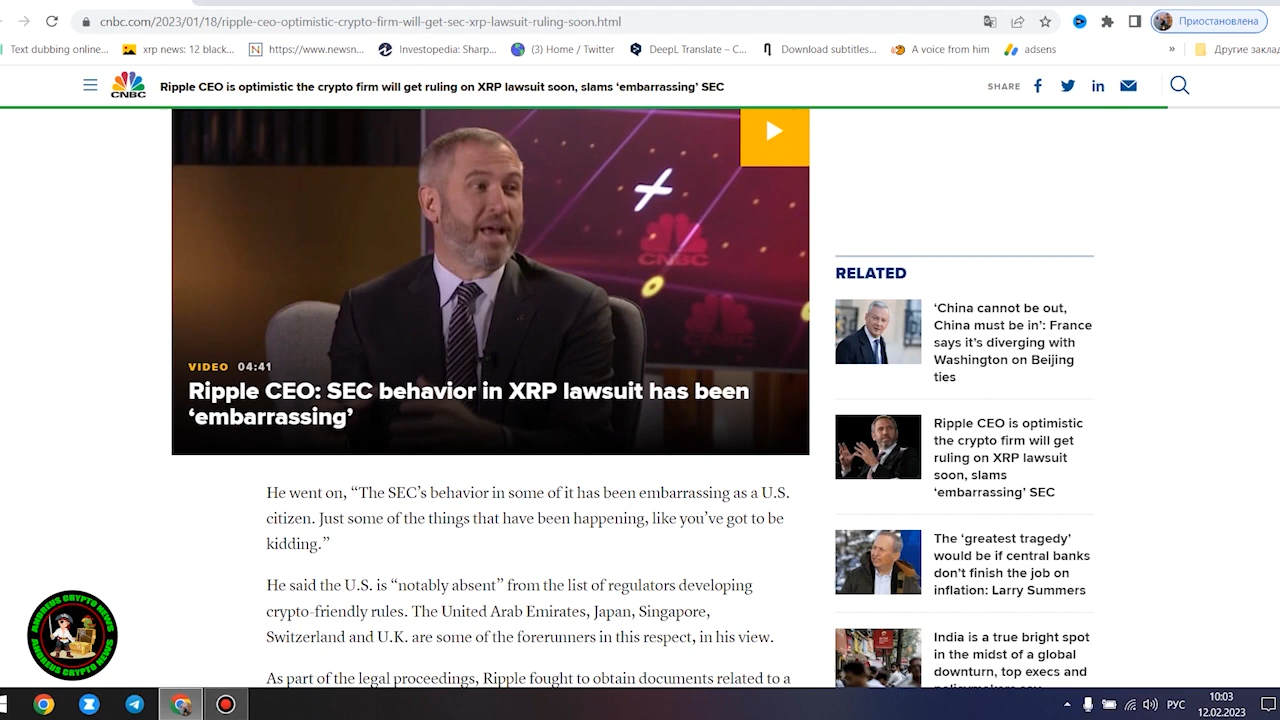 cnbc.com/2023/01/18/ripple-ceo-optimistic-crypto-firm-will-get-sec-xrp-lawsuit-ruling-soon.html
Приостановлена
Text dubbing online...
xrp news: 12 black...
https://www.newsn...
Investopedia: Sharp...
(3) Home / Twitter
DeepL Translate – C...
Download subtitles...
A voice from him
adsens
»
Другие закла
CNBC
Ripple CEO is optimistic the crypto firm will get ruling on XRP lawsuit soon, slams ‘embarrassing’ SEC
SHARE
CNBC
VIDEO 04:41
Ripple CEO: SEC behavior in XRP lawsuit has been
‘embarrassing’
He went on, “The SEC’s behavior in some of it has been embarrassing as a U.S.
citizen. Just some of the things that have been happening, like you’ve got to be
kidding.”
He said the U.S. is “notably absent” from the list of regulators developing
crypto-friendly rules. The United Arab Emirates, Japan, Singapore,
Switzerland and U.K. are some of the forerunners in this respect, in his view.
As part of the legal proceedings, Ripple fought to obtain documents related to a
RELATED
‘China cannot be out,
China must be in’: France
says it’s diverging with
Washington on Beijing
ties
Ripple CEO is optimistic
the crypto firm will get
ruling on XRP lawsuit
soon, slams
‘embarrassing’ SEC
The ‘greatest tragedy’
would be if central banks
don’t finish the job on
inflation: Larry Summers
India is a true bright spot
in the midst of a global
downturn, top execs and
ANDREUS CRYPTO NEWS
ANDREUS CRYPTO NEWS
РУС
10:03
12.02.2023